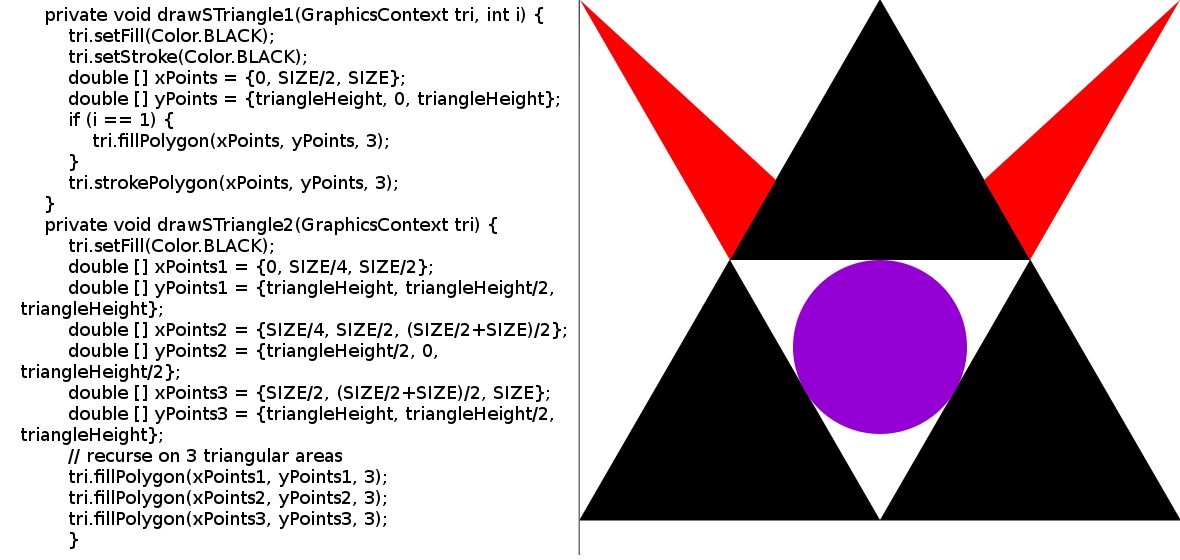 private void drawSTriangle1(GraphicsContext tri, int i) {
tri.setFill(Color.BLACK);
tri.setStroke(Color.BLACK);
double [] xPoints = {0, SIZE/2, SIZE};
double [] yPoints = {triangleHeight, 0, triangleHeight};
if (i == 1) {
tri.fillPolygon(xPoints, yPoints, 3);
}
tri.strokePolygon(xPoints, yPoints, 3);
}
private void drawSTriangle2(GraphicsContext tri) {
tri.setFill(Color.BLACK);
double [] xPoints1 = {0, SIZE/4, SIZE/2};
double [] yPoints1 = {triangleHeight, triangleHeight/2,
triangleHeight};
double [] xPoints2 = {SIZE/4, SIZE/2, (SIZE/2+SIZE)/2};
double [] yPoints2 = {triangleHeight/2, 0,
triangleHeight/2};
double [] xPoints3 = {SIZE/2, (SIZE/2+SIZE)/2, SIZE};
double [] yPoints3 = {triangleHeight, triangleHeight/2,
triangleHeight};
// recurse on 3 triangular areas
tri.fillPolygon(xPoints1, yPoints1, 3);
tri.fillPolygon(xPoints2, yPoints2, 3);
tri.fillPolygon(xPoints3, yPoints3, 3);
}